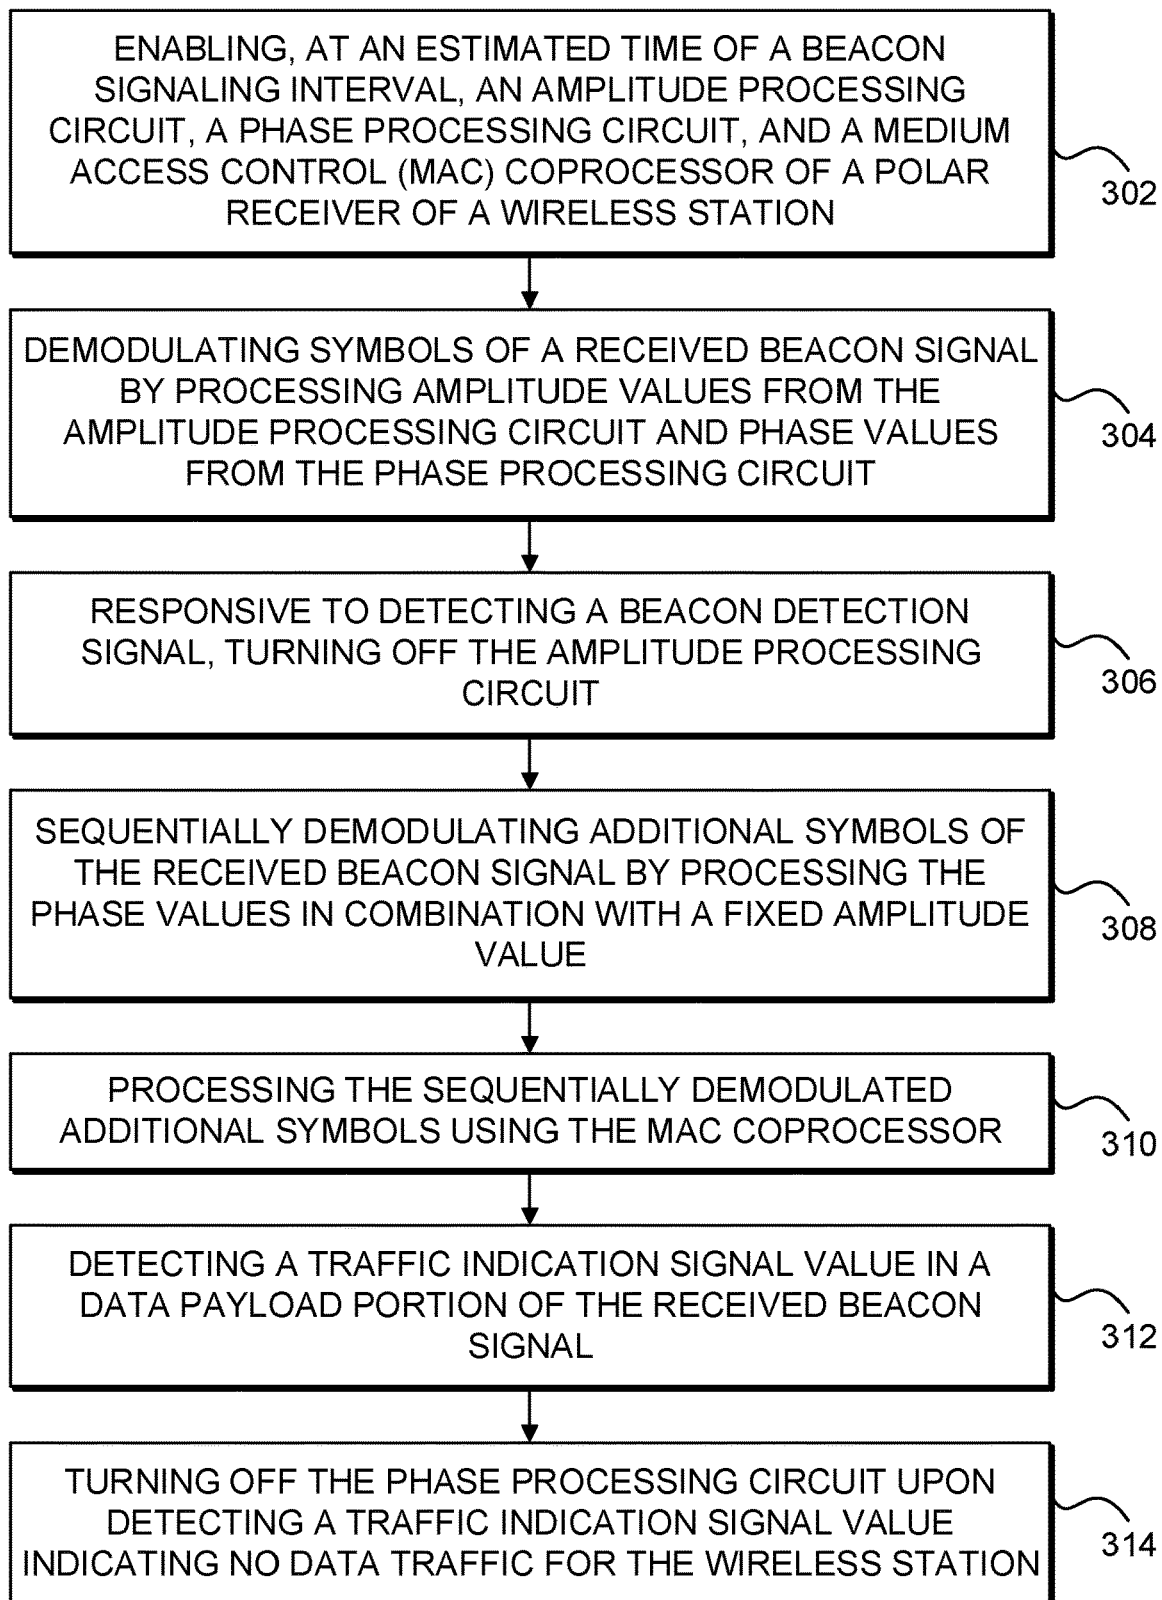 ENABLING, AT AN ESTIMATED TIME OF A BEACON
SIGNALING INTERVAL, AN AMPLITUDE PROCESSING
CIRCUIT, A PHASE PROCESSING CIRCUIT, AND A MEDIUM
ACCESS CONTROL (MAC) COPROCESSOR OF A POLAR
RECEIVER OF A WIRELESS STATION
302
DEMODULATING SYMBOLS OF A RECEIVED BEACON SIGNAL
BY PROCESSING AMPLITUDE VALUES FROM THE
AMPLITUDE PROCESSING CIRCUIT AND PHASE VALUES
FROM THE PHASE PROCESSING CIRCUIT
304
RESPONSIVE TO DETECTING A BEACON DETECTION
SIGNAL, TURNING OFF THE AMPLITUDE PROCESSING
CIRCUIT
306
SEQUENTIALLY DEMODULATING ADDITIONAL SYMBOLS OF
THE RECEIVED BEACON SIGNAL BY PROCESSING THE
PHASE VALUES IN COMBINATION WITH A FIXED AMPLITUDE
VALUE
308
PROCESSING THE SEQUENTIALLY DEMODULATED
ADDITIONAL SYMBOLS USING THE MAC COPROCESSOR
310
DETECTING A TRAFFIC INDICATION SIGNAL VALUE IN A
DATA PAYLOAD PORTION OF THE RECEIVED BEACON
SIGNAL
312
TURNING OFF THE PHASE PROCESSING CIRCUIT UPON
DETECTING A TRAFFIC INDICATION SIGNAL VALUE
INDICATING NO DATA TRAFFIC FOR THE WIRELESS STATION
314